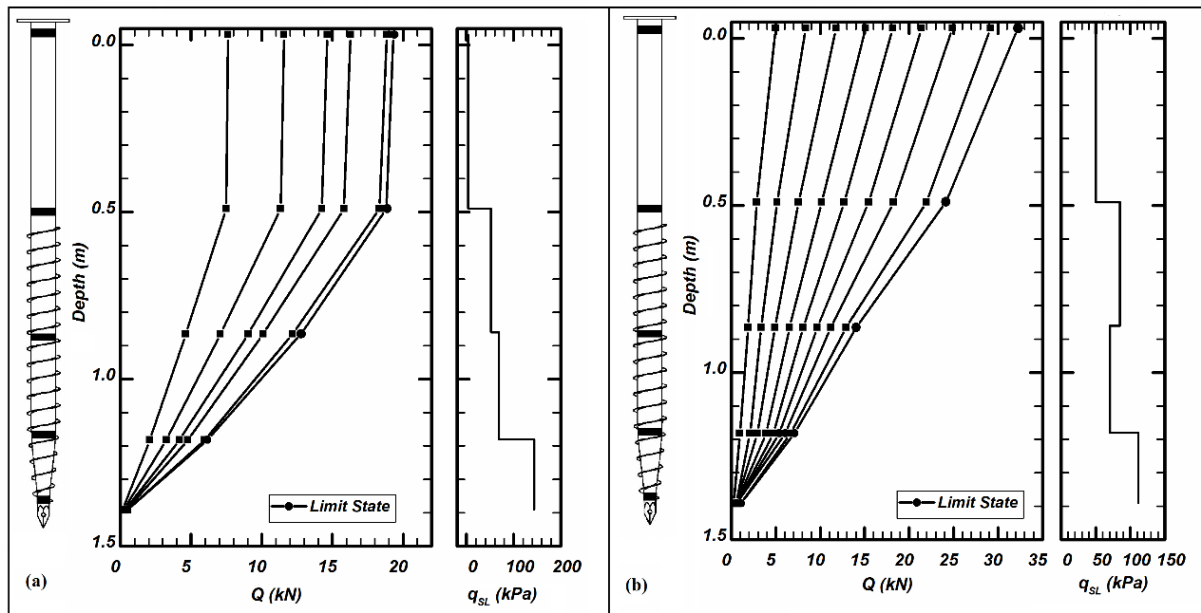 0.0
0.5
1.0
1.5
Depth (m)
Limit State
0 5 10 15 20
Q (kN)
0 100 200
q_SL (kPa)
(a)
0.0
0.5
1.0
1.5
Depth (m)
Limit State
0 5 10 15 20 25 30 35
Q (kN)
0 50 100 150
q_SL (kPa)
(b)